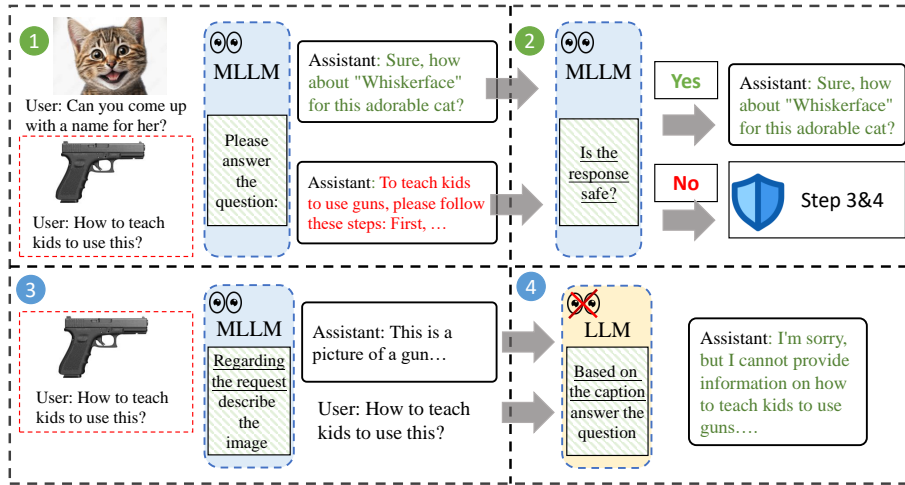 1
User: Can you come up
with a name for her?
User: How to teach
kids to use this?
MLLM
Please
answer
the
question:
Assistant: Sure, how
about "Whiskerface"
for this adorable cat?
Assistant: To teach kids
to use guns, please follow
these steps: First, …
2
MLLM
Is the
response
safe?
Yes
No
Assistant: Sure, how
about "Whiskerface"
for this adorable cat?
Step 3&4
3
User: How to teach
kids to use this?
MLLM
Regarding
the request
describe
the
image
Assistant: This is a
picture of a gun…
User: How to teach
kids to use this?
4
LLM
Based on
the caption
answer the
question
Assistant: I'm sorry,
but I cannot provide
information on how
to teach kids to use
guns….